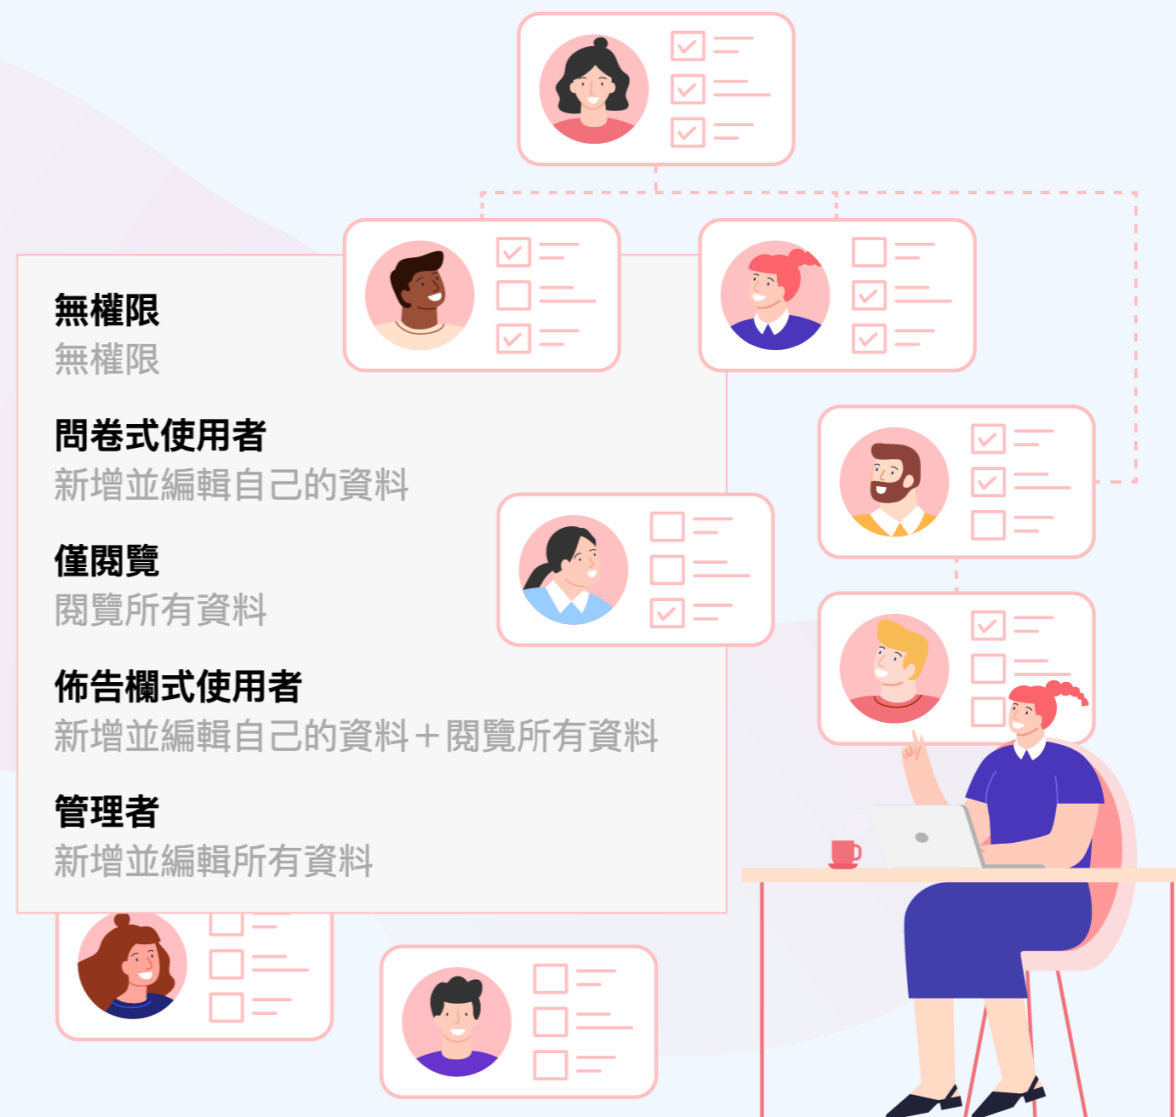 無權限
無權限
問卷式使用者
新增並編輯自己的資料
僅閱覽
閱覽所有資料
佈告欄式使用者
新增並編輯自己的資料＋閱覽所有資料
管理者
新增並編輯所有資料